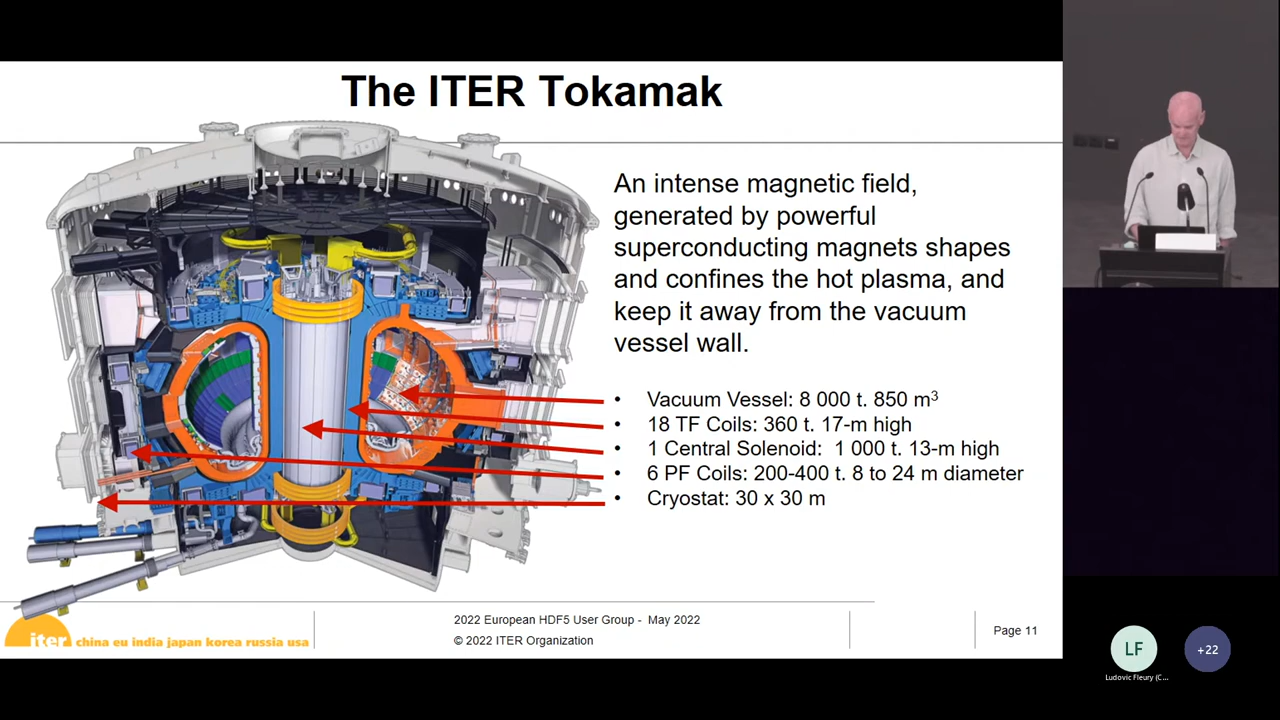 The ITER Tokamak
An intense magnetic field,
generated by powerful
superconducting magnets shapes
and confines the hot plasma, and
keep it away from the vacuum
vessel wall.
• Vacuum Vessel: 8 000 t. 850 m³
• 18 TF Coils: 360 t. 17-m high
• 1 Central Solenoid: 1 000 t. 13-m high
• 6 PF Coils: 200-400 t. 8 to 24 m diameter
• Cryostat: 30 x 30 m
iter china eu india japan korea russia usa
2022 European HDF5 User Group - May 2022
© 2022 ITER Organization
Page 11
LF
+22
Ludovic Fleury (C...